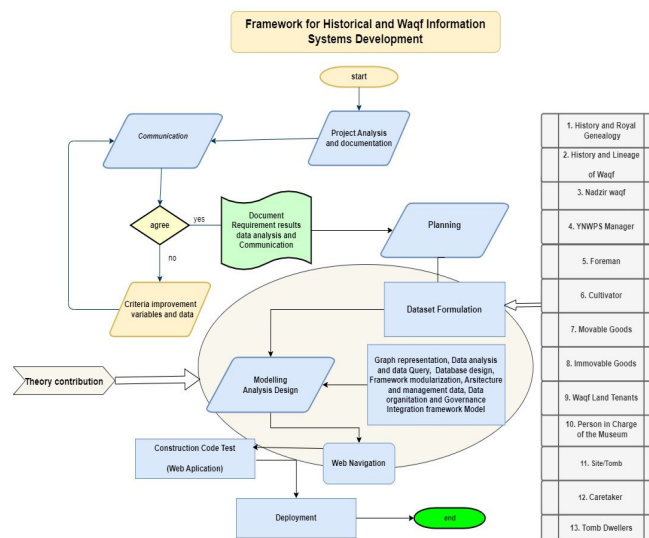 Framework for Historical and Waqf Information
Systems Development
start
Communication
Project Analysis
and documentation
agree
yes
no
Document
Requirement results
data analysis and
Communication
Planning
Criteria improvement
variables and data
Dataset Formulation
Graph representation, Data analysis
and data Query, Database design,
Framework modularization, Arsitecture
and management data, Data
organitation and Governance
Integration framework Model
Theory contribution
Modelling
Analysis Design
Construction Code Test
(Web Aplication)
Web Navigation
Deployment
end
1. History and Royal
Genealogy
2. History and Lineage
of Waqf
3. Nadzir waqf
4. YNWPS Manager
5. Foreman
6. Cultivator
7. Movable Goods
8. Immovable Goods
9. Waqf Land Tenants
10. Person in Charge
of the Museum
11. Site/Tomb
12. Caretaker
13. Tomb Dwellers